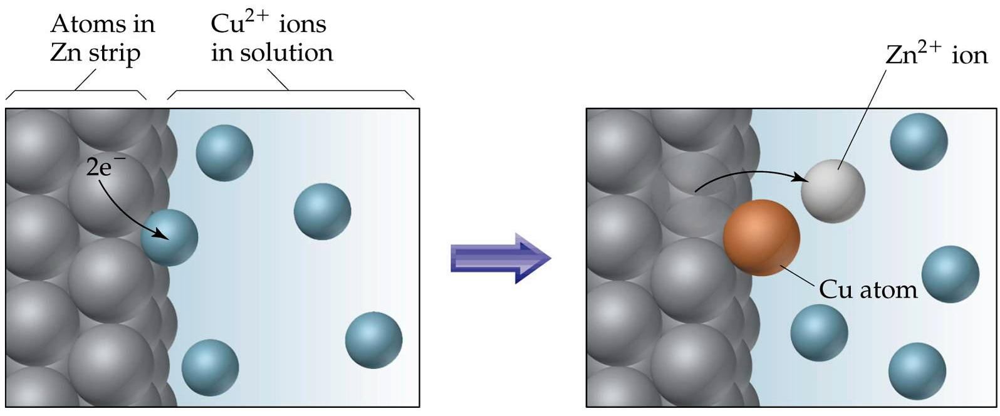 Atoms in
Zn strip
Cu²⁺ ions
in solution
2e⁻
Zn²⁺ ion
Cu atom